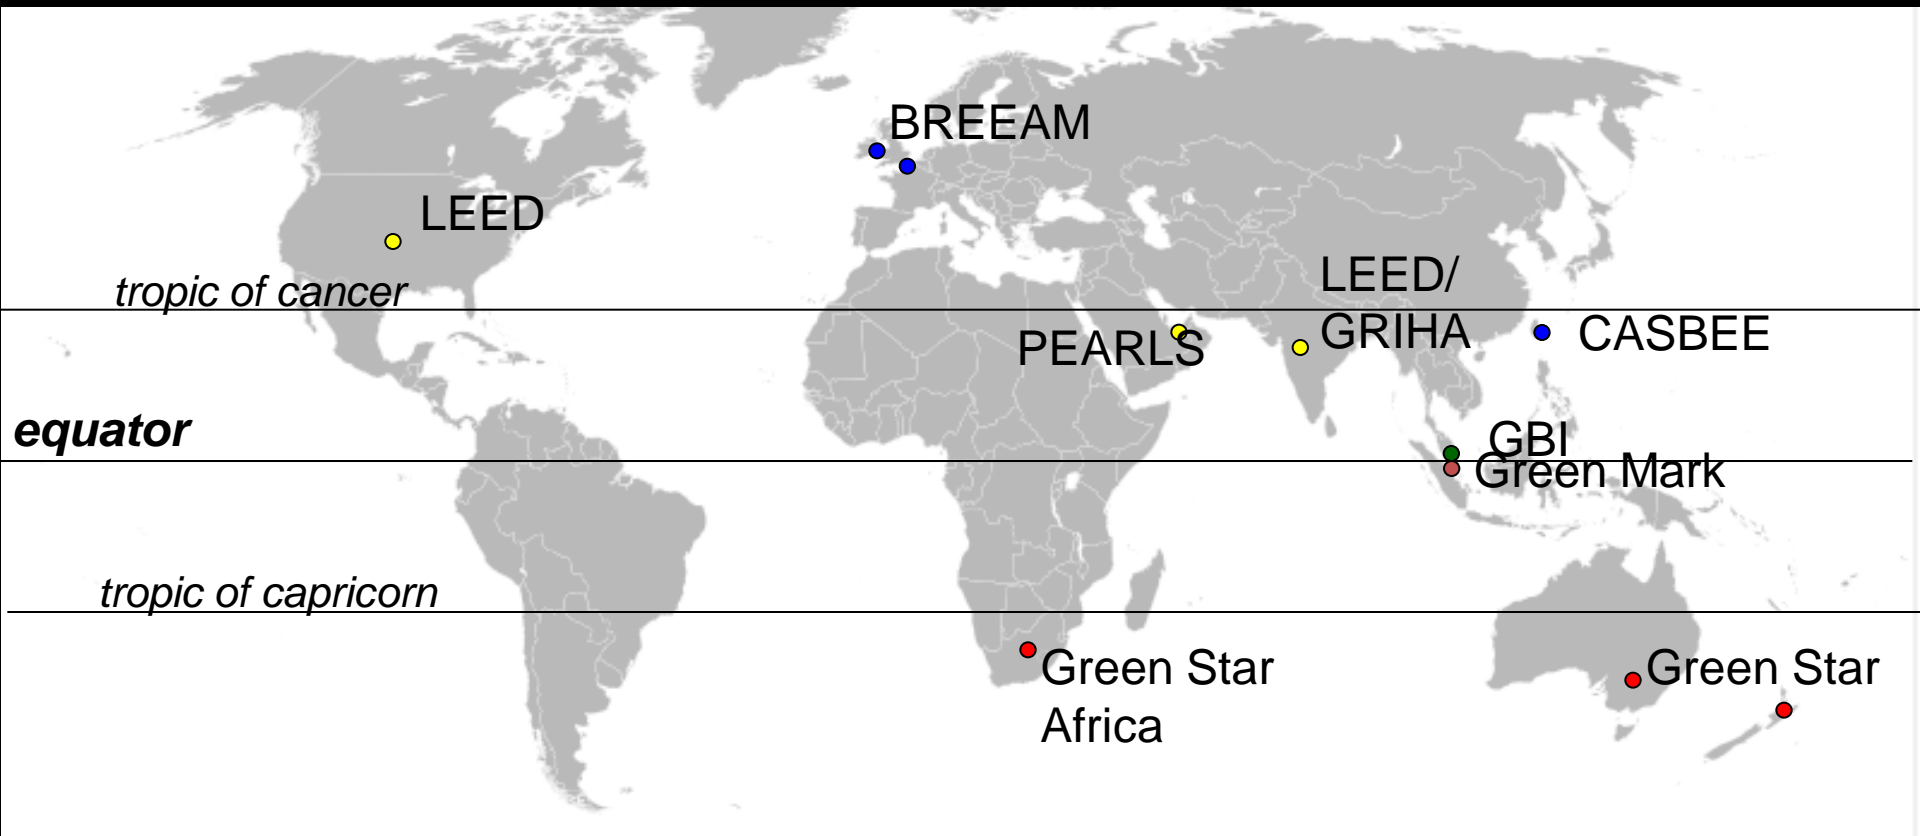 BREEAM
LEED
LEED/
tropic of cancer
GRIHA
CASBEE
PEARLS
equator
GBI
Green Mark
tropic of capricorn
Green Star
Africa
Green Star